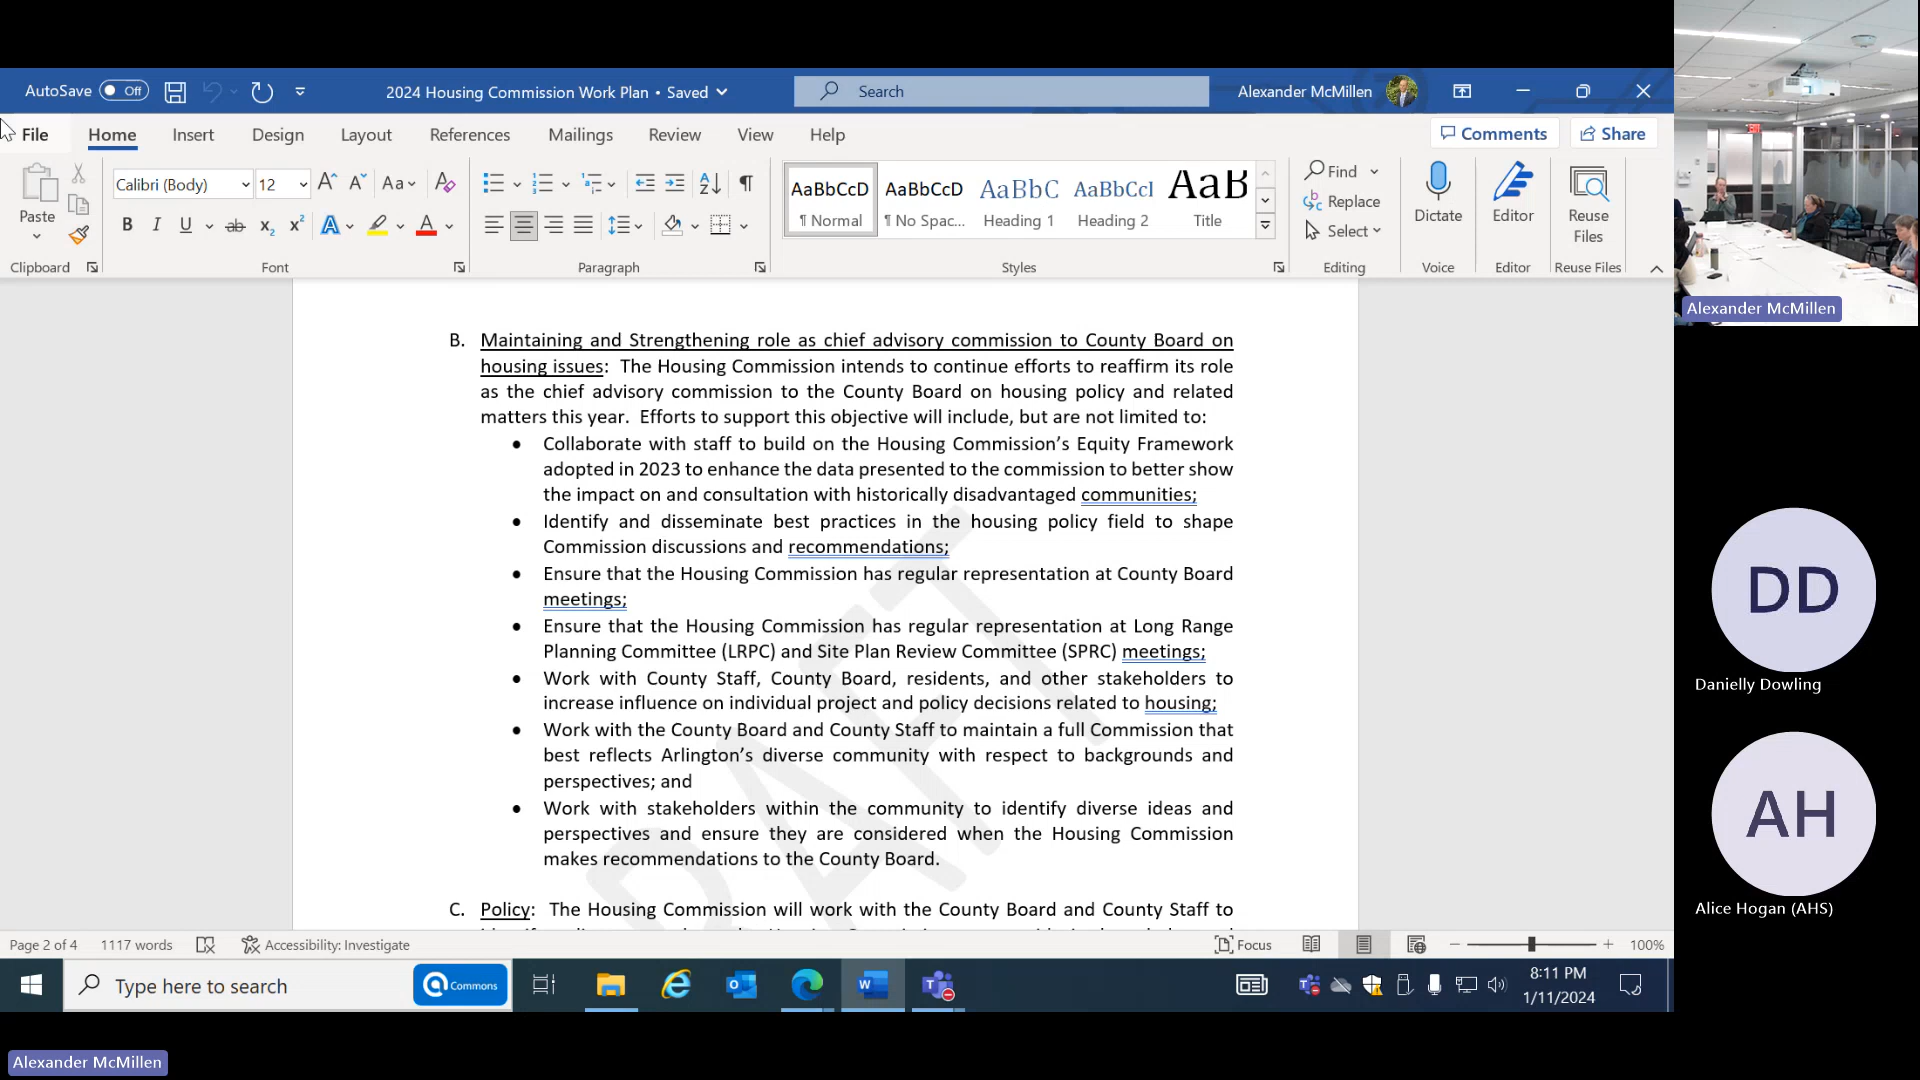 AutoSave Off
2024 Housing Commission Work Plan • Saved
Search
Alexander McMillen
File Home Insert Design Layout References Mailings Review View Help
Comments Share
Paste
Calibri (Body) 12
Aa
B I U ab x₂ x² A A
AaBbCcD AaBbCcD AaBbC AaBbCcI AaB
¶ Normal ¶ No Spac... Heading 1 Heading 2 Title
Find
Replace
Select
Dictate
Editor
Reuse
Files
Clipboard Font Paragraph Styles Editing Voice Editor Reuse Files
B. Maintaining and Strengthening role as chief advisory commission to County Board on
housing issues: The Housing Commission intends to continue efforts to reaffirm its role
as the chief advisory commission to the County Board on housing policy and related
matters this year. Efforts to support this objective will include, but are not limited to:
• Collaborate with staff to build on the Housing Commission’s Equity Framework
adopted in 2023 to enhance the data presented to the commission to better show
the impact on and consultation with historically disadvantaged communities;
• Identify and disseminate best practices in the housing policy field to shape
Commission discussions and recommendations;
• Ensure that the Housing Commission has regular representation at County Board
meetings;
• Ensure that the Housing Commission has regular representation at Long Range
Planning Committee (LRPC) and Site Plan Review Committee (SPRC) meetings;
• Work with County Staff, County Board, residents, and other stakeholders to
increase influence on individual project and policy decisions related to housing;
• Work with the County Board and County Staff to maintain a full Commission that
best reflects Arlington’s diverse community with respect to backgrounds and
perspectives; and
• Work with stakeholders within the community to identify diverse ideas and
perspectives and ensure they are considered when the Housing Commission
makes recommendations to the County Board.
C. Policy: The Housing Commission will work with the County Board and County Staff to
DRAFT
Page 2 of 4 1117 words Accessibility: Investigate Focus 100%
Type here to search
Commons
8:11 PM
1/11/2024
Alexander McMillen
DD
Danielly Dowling
AH
Alice Hogan (AHS)
Alexander McMillen